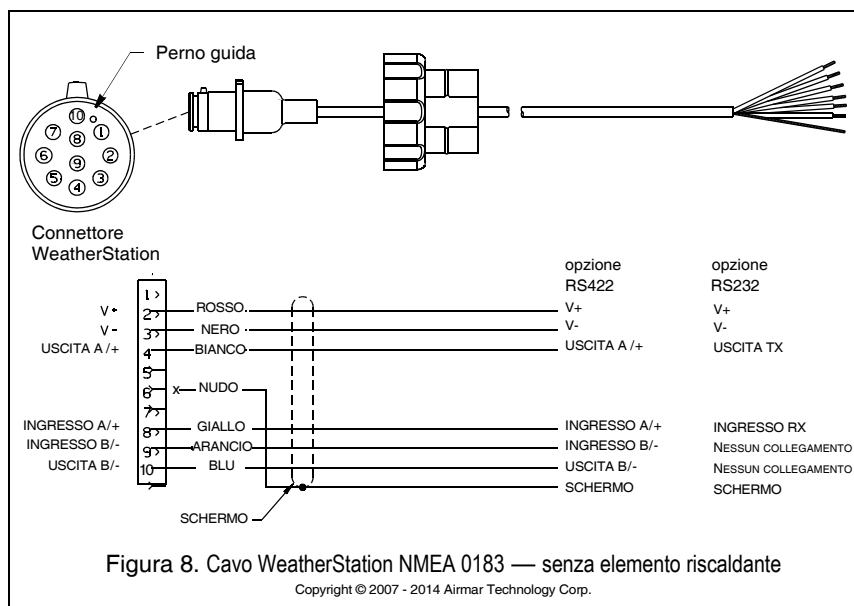 Perno guida
10
7
1
8
6
2
9
5
3
4
Connettore
WeatherStation
opzione
RS422
opzione
RS232
1
V+ 2 ROSSO V+ V+
V- 3 NERO V- V-
USCITA A /+ 4 BIANCO USCITA A /+ USCITA TX
5
6 x NUDO
7
INGRESSO A/+ 8 GIALLO INGRESSO A/+ INGRESSO RX
INGRESSO B/- 9 ARANCIO INGRESSO B/- NESSUN COLLEGAMENTO
USCITA B/- 10 BLU USCITA B/- NESSUN COLLEGAMENTO
SCHERMO SCHERMO
SCHERMO
Figura 8. Cavo WeatherStation NMEA 0183 — senza elemento riscaldante
Copyright © 2007 - 2014 Airmar Technology Corp.